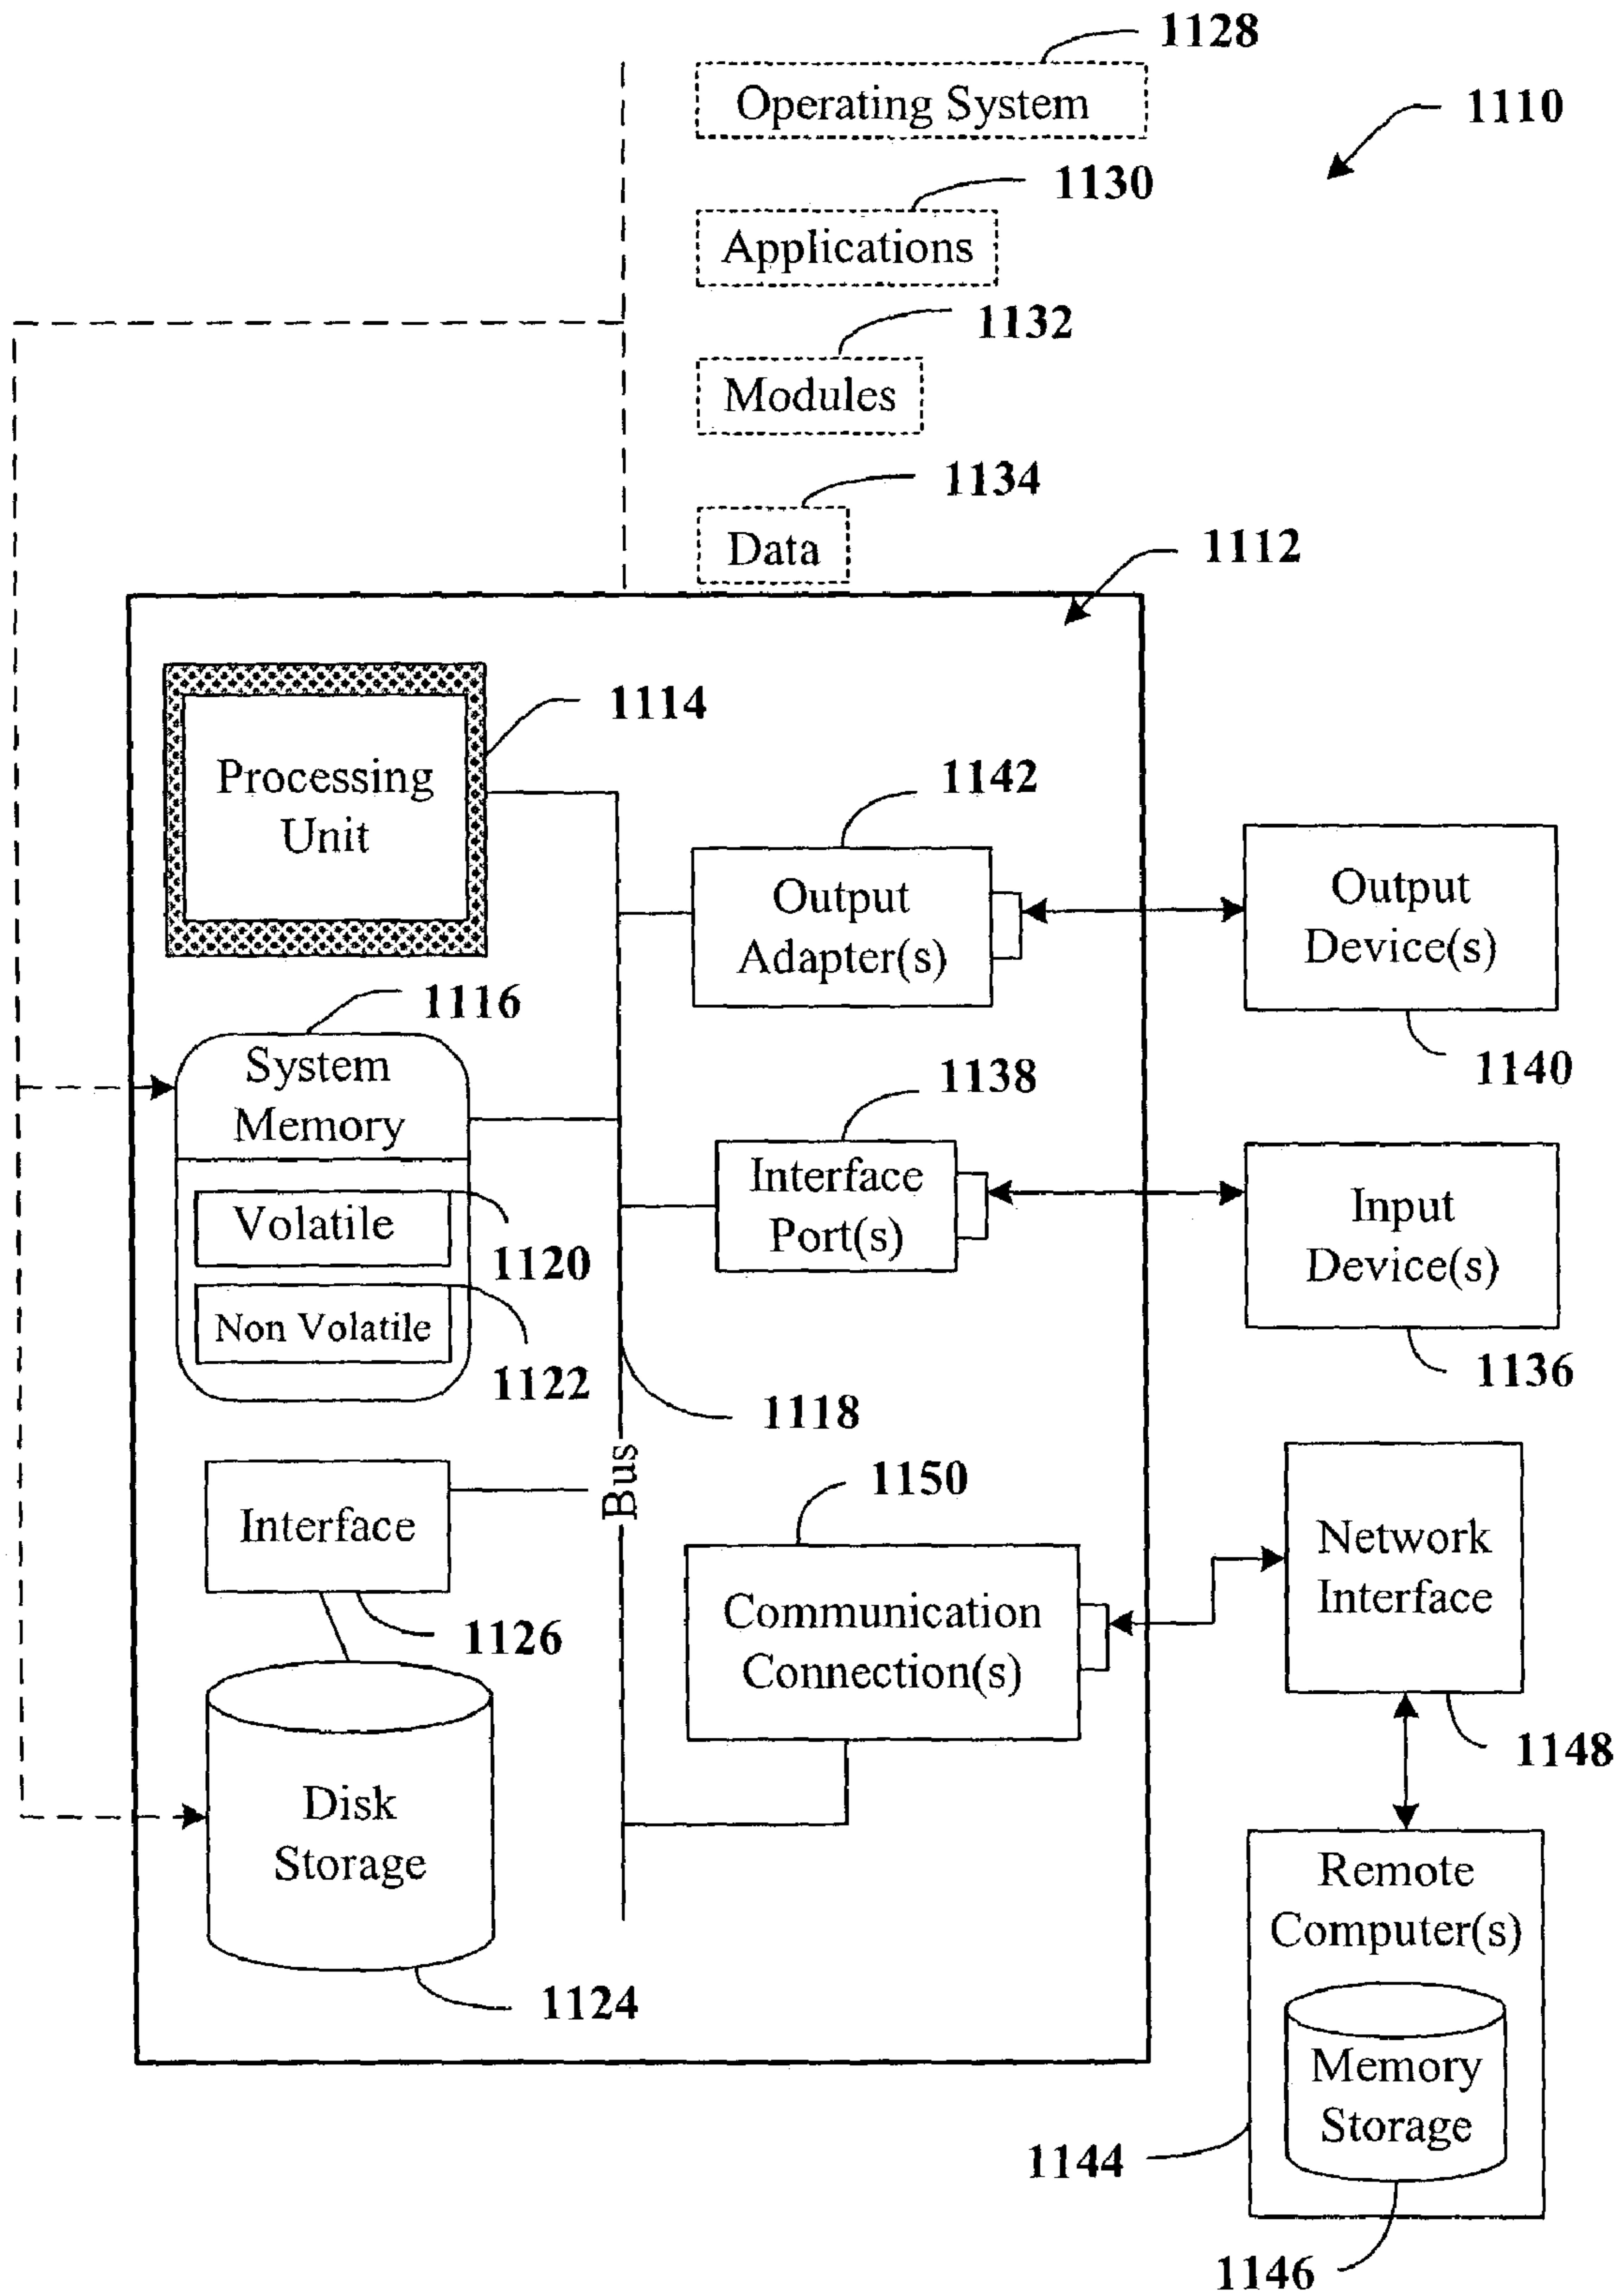 1128
Operating System
1110
1130
Applications
1132
Modules
1134
Data
1112
1114
Processing
Unit
1142
Output
Adapter(s)
Output
Device(s)
1140
1116
System
Memory
Volatile
1120
Non Volatile
1122
1138
Interface
Port(s)
Input
Device(s)
1136
1118
Bus
Interface
1126
1150
Communication
Connection(s)
Network
Interface
1148
Disk
Storage
1124
Remote
Computer(s)
Memory
Storage
1144
1146